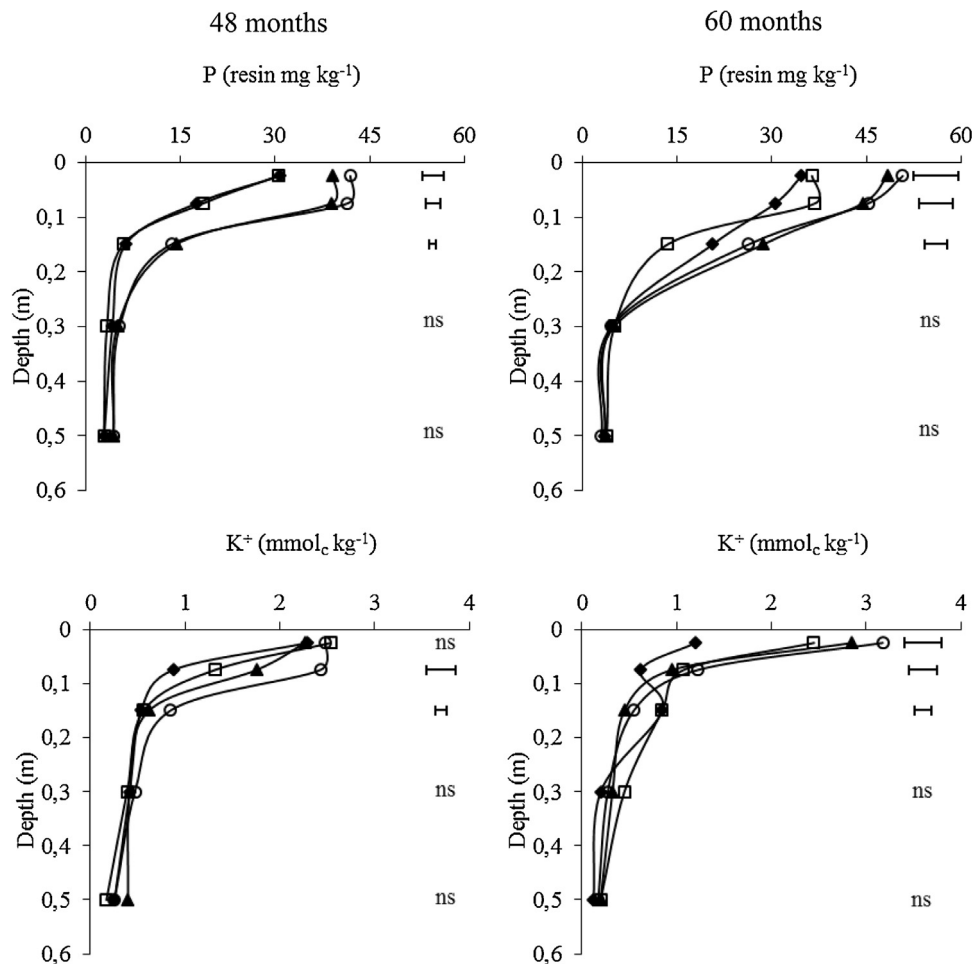 48 months
60 months
P (resin mg kg⁻¹)
P (resin mg kg⁻¹)
0 15 30 45 60
0 15 30 45 60
0
0,1
0,2
0,3
0,4
0,5
0,6
Depth (m)
ns
ns
0
0,1
0,2
0,3
0,4
0,5
0,6
Depth (m)
ns
ns
K⁺ (mmol꜀ kg⁻¹)
K⁺ (mmol꜀ kg⁻¹)
0 1 2 3 4
0 1 2 3 4
0
0,1
0,2
0,3
0,4
0,5
0,6
Depth (m)
ns
ns
ns
0
0,1
0,2
0,3
0,4
0,5
0,6
Depth (m)
ns
ns